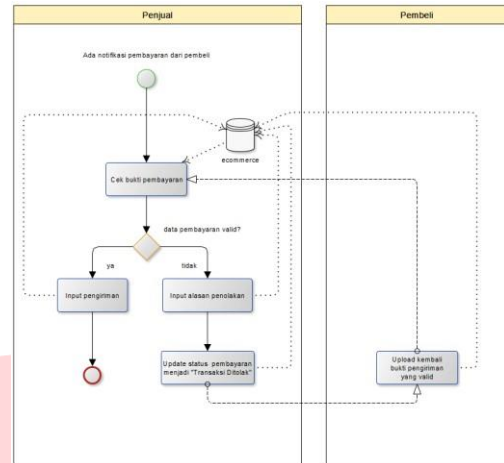 Penjual
Pembeli
Ada notifikasi pembayaran dari pembeli
ecommerce
Cek bukti pembayaran
data pembayaran valid?
ya
tidak
Input pengiriman
Input alasan penolakan
Update status pembayaran
menjadi "Transaksi Ditolak"
Upload kembali
bukti pengiriman
yang valid